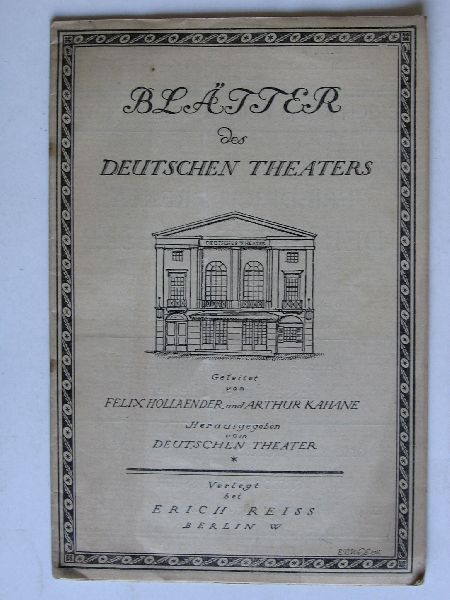 BLÄTTER
des
DEUTSCHEN THEATERS
DEUTSCHES THEATER
Geleitet
von
FELIX HOLLAENDER und ARTHUR KAHANE
Herausgegeben
vom
DEUTSCHEN THEATER
*
Verlegt
bei
ERICH REISS
BERLIN W